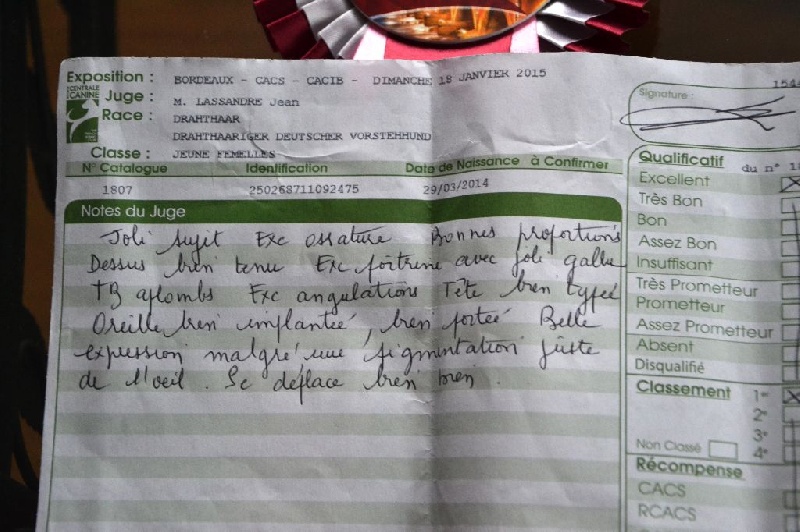 Exposition : BORDEAUX - CACS - CACIB - DIMANCHE 18 JANVIER 2015
CENTRALE CANINE
Juge : M. LASSANDRE Jean
Race : DRAHTHAAR
DRAHTHAARIGER DEUTSCHER VORSTEHHUND
Classe : JEUNE FEMELLES
N° Catalogue Identification Date de Naissance à Confirmer
1807 250268711092475 29/03/2014
Notes du Juge
Joli sujet Exc ossature Bonnes proportions
Dessus bien tenu Exc poitrine avec joli galbe
TB aplombs Exc angulations Tête bien typée
Oreille bien implantée, bien portée Belle
expression malgré une pigmentation juste
de l'oeil. Se déplace bien
Signature :
Qualificatif du n°
Excellent
Très Bon
Bon
Assez Bon
Insuffisant
Très Prometteur
Prometteur
Assez Prometteur
Absent
Disqualifié
Classement 1er
2e
3e
Non Classé 4e
Récompense
CACS
RCACS